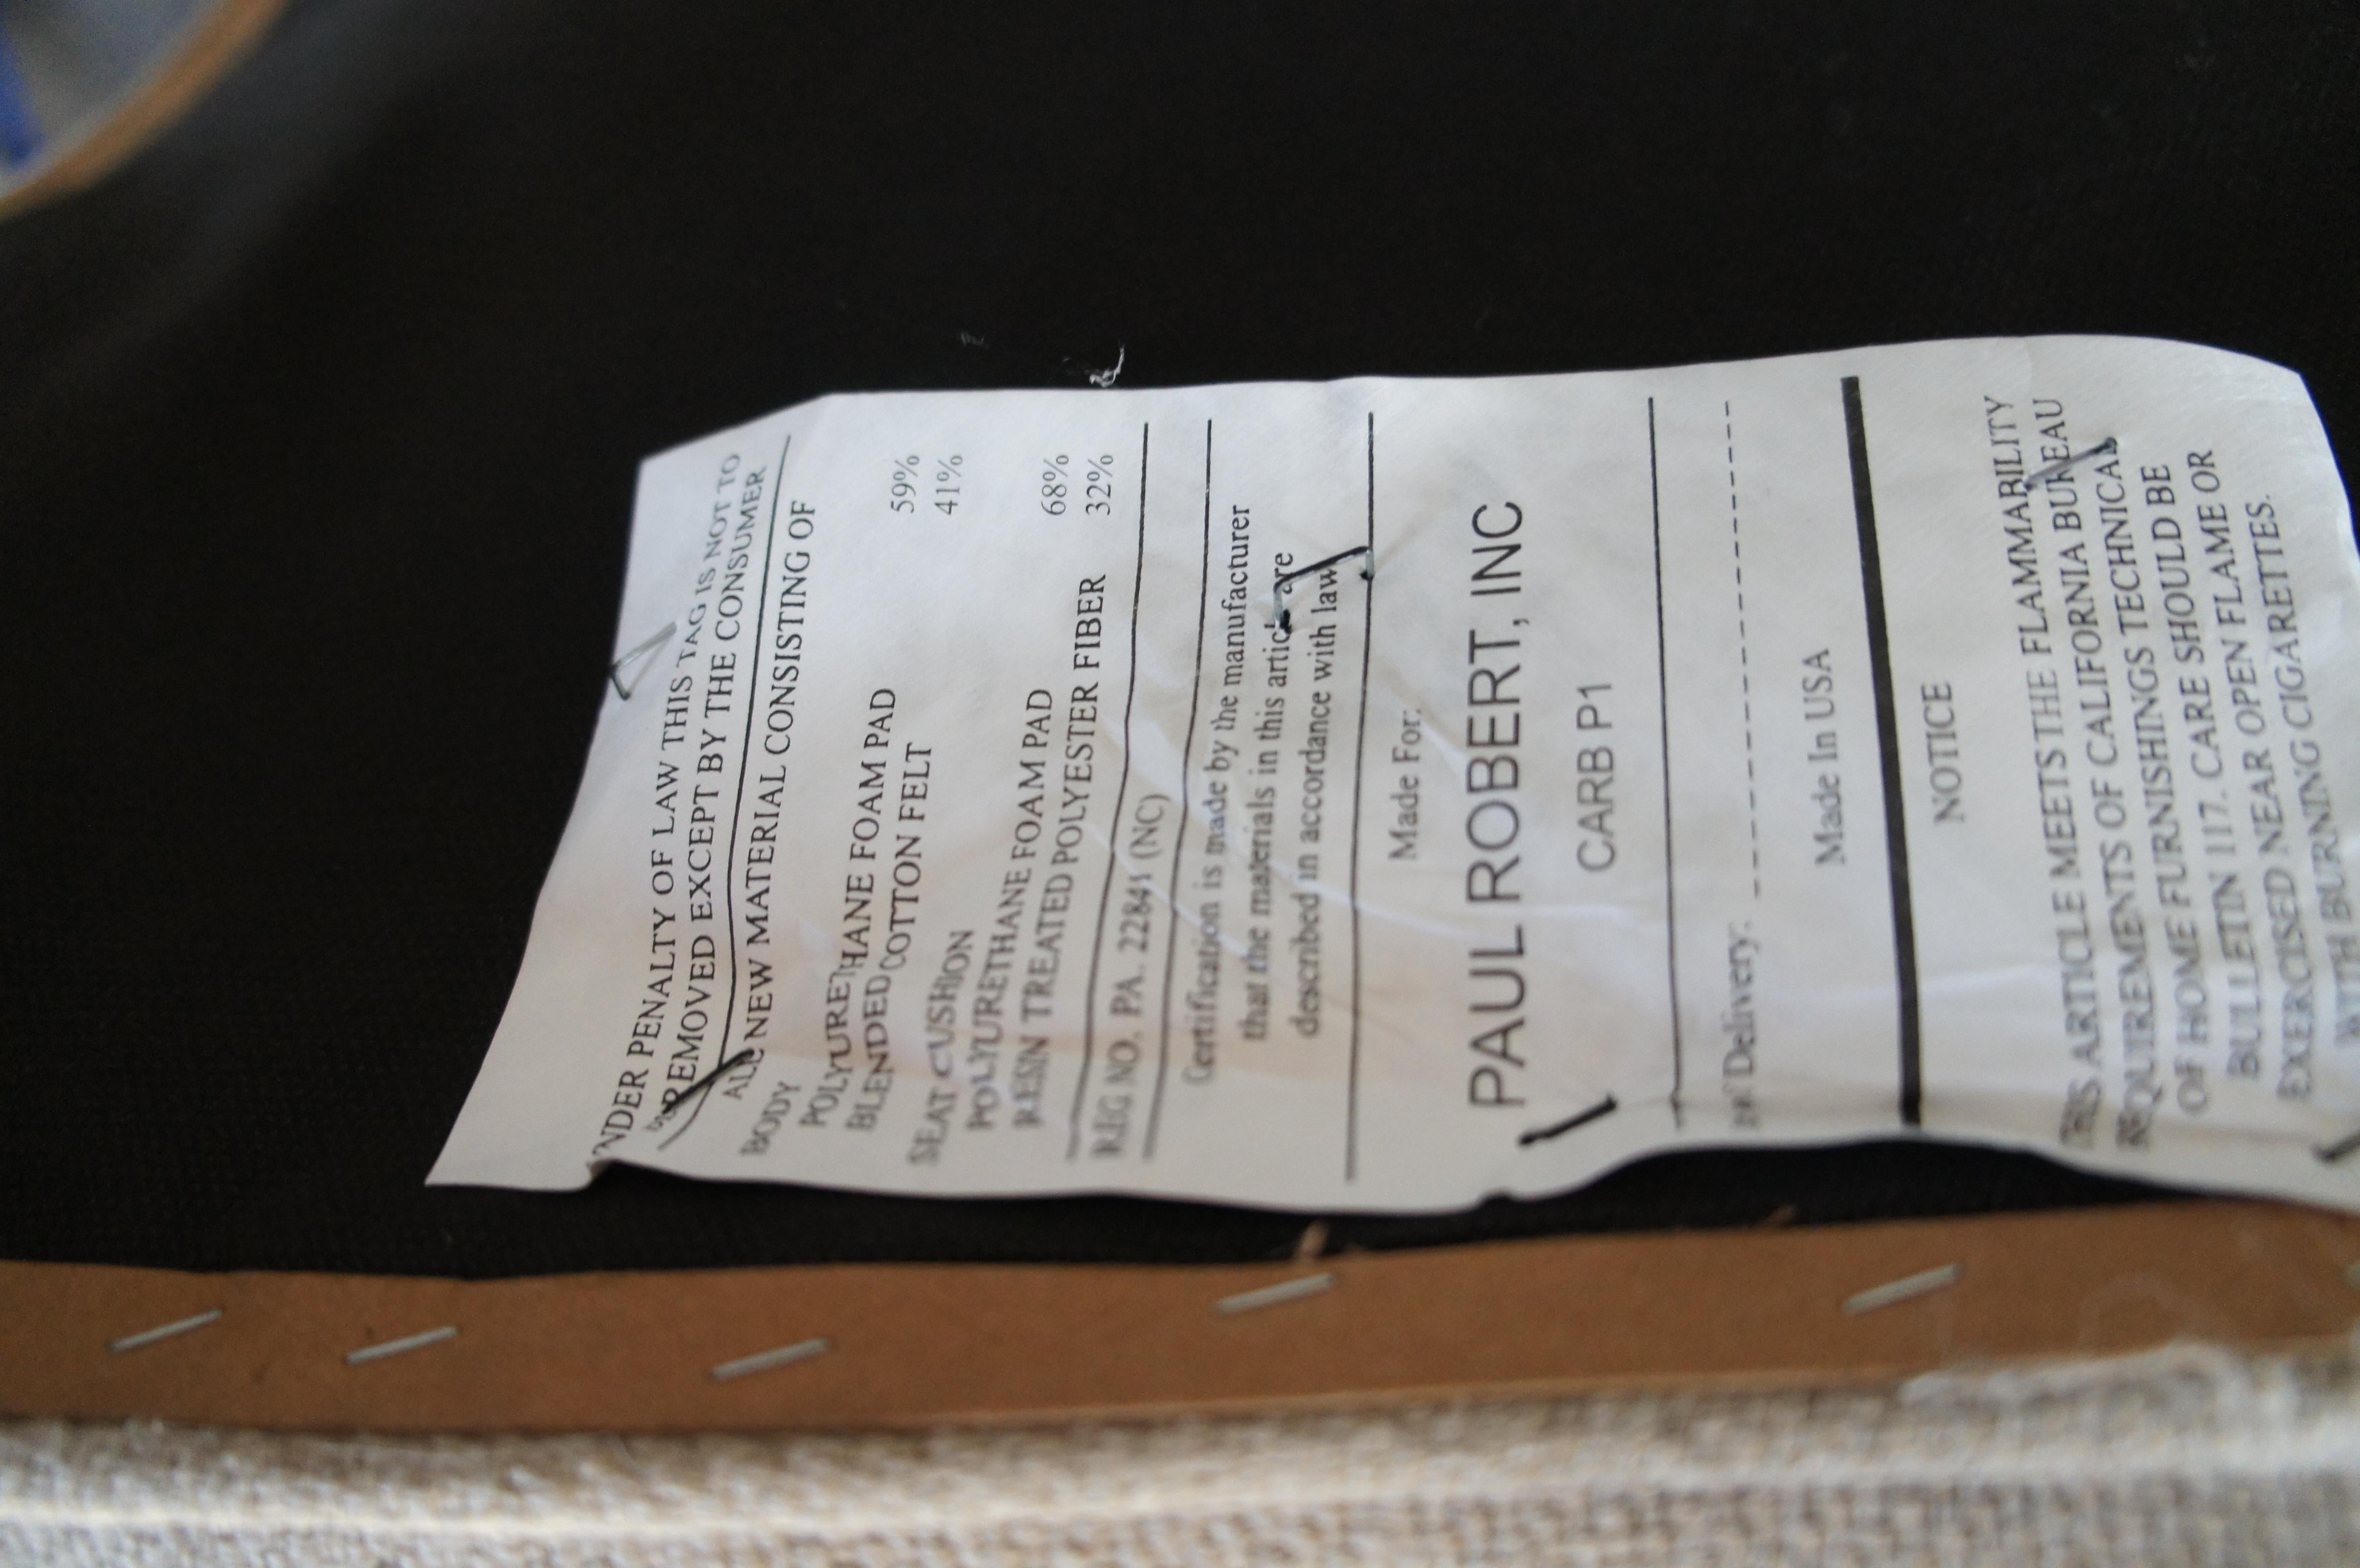 UNDER PENALTY OF LAW THIS TAG IS NOT TO
REMOVED EXCEPT BY THE CONSUMER
ALL NEW MATERIAL CONSISTING OF
BODY
POLYURETHANE FOAM PAD 59%
BLENDED COTTON FELT 41%
SEAT CUSHION
POLYURETHANE FOAM PAD 68%
RESIN TREATED POLYESTER FIBER 32%
REG NO. PA. 22841 (NC)
Certification is made by the manufacturer
that the materials in this article are
described in accordance with law
Made For:
PAUL ROBERT, INC
CARB P1
Delivery:
Made In USA
NOTICE
THIS ARTICLE MEETS THE FLAMMABILITY
REQUIREMENTS OF CALIFORNIA BUREAU
OF HOME FURNISHINGS TECHNICAL
BULLETIN 117. CARE SHOULD BE
EXERCISED NEAR OPEN FLAME OR
WITH BURNING CIGARETTES.